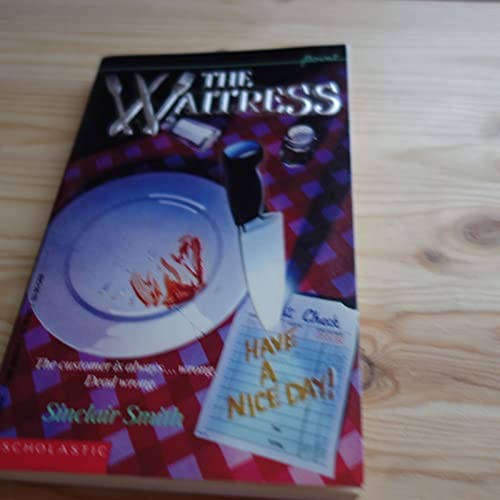 Point
THE
WAITRESS
Check
HAVE
A
NICE DAY!
The customer is always... wrong.
Dead wrong.
Sinclair Smith
SCHOLASTIC